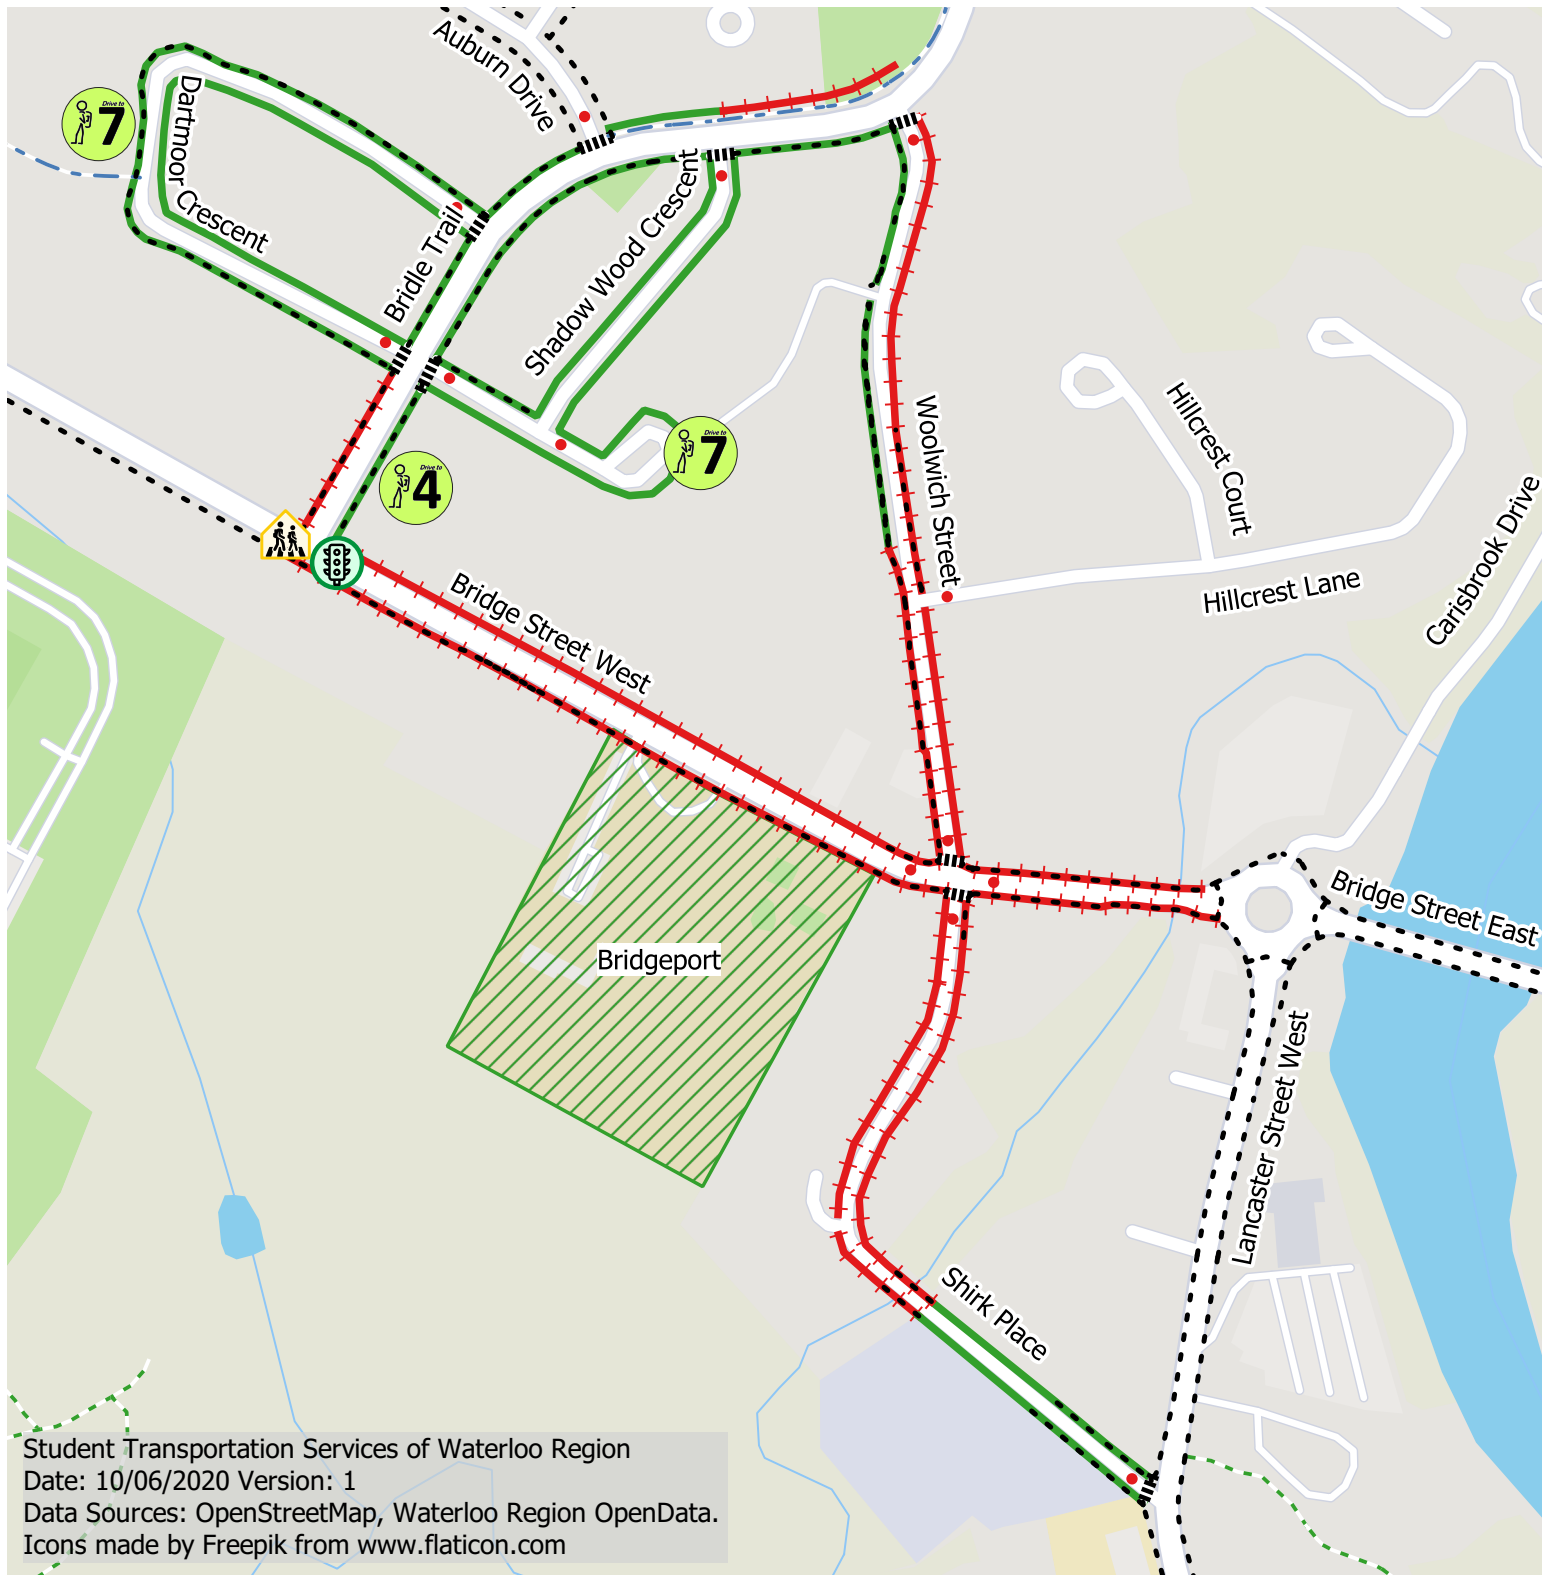 Auburn Drive
Drive to
7
Dartmoor Crescent
Bridle Trail
Shadow Wood Crescent
Drive to
7
Drive to
4
Woolwich Street
Hillcrest Court
Hillcrest Lane
Carisbrook Drive
Bridge Street West
Bridge Street East
Bridgeport
Lancaster Street West
Shirk Place
Student Transportation Services of Waterloo Region
Date: 10/06/2020 Version: 1
Data Sources: OpenStreetMap, Waterloo Region OpenData.
Icons made by Freepik from www.flaticon.com